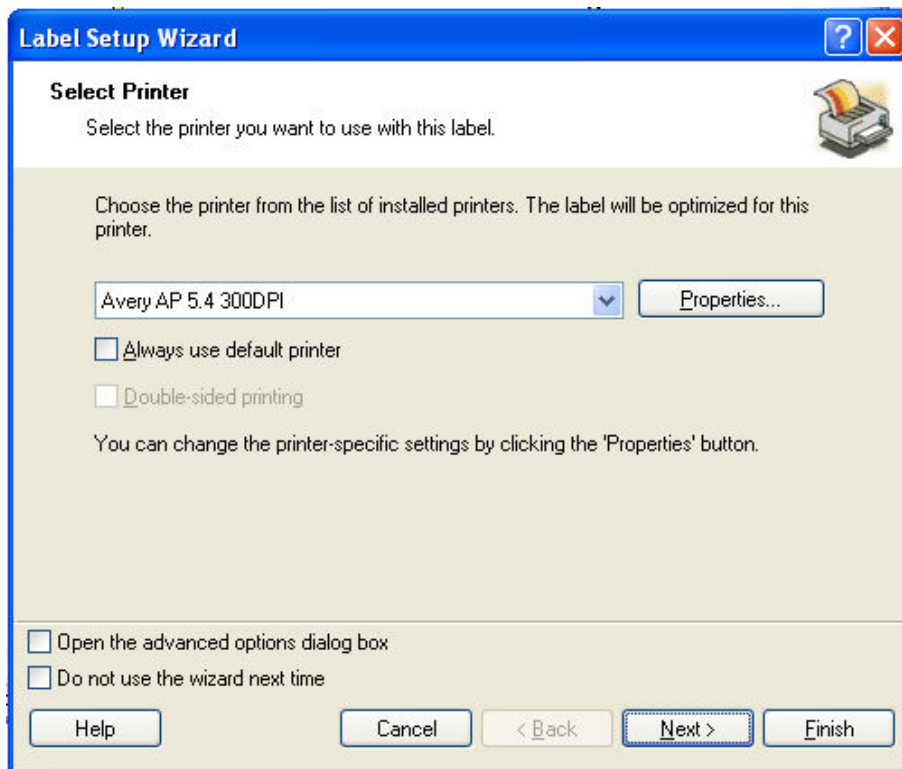 Label Setup Wizard
Select Printer
Select the printer you want to use with this label.
Choose the printer from the list of installed printers. The label will be optimized for this
printer.
Avery AP 5.4 300DPI
Properties...
Always use default printer
Double-sided printing
You can change the printer-specific settings by clicking the 'Properties' button.
Open the advanced options dialog box
Do not use the wizard next time
Help
Cancel
< Back
Next >
Finish